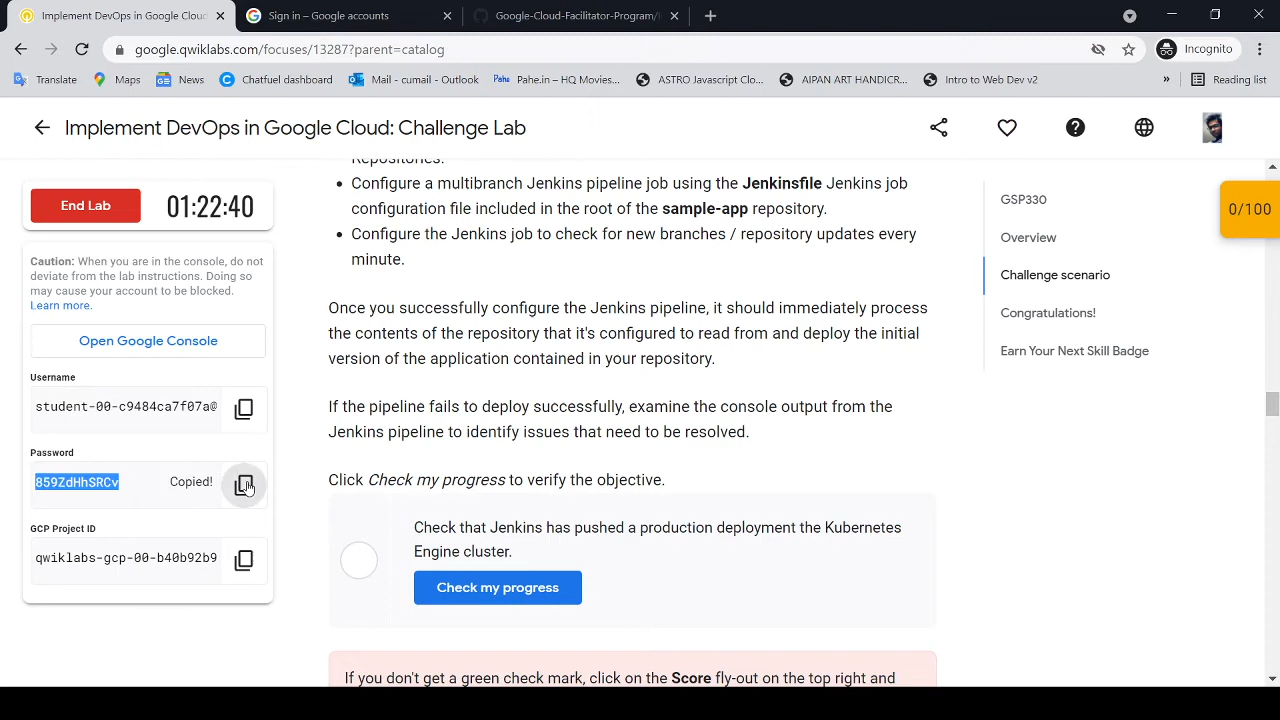 Implement DevOps in Google Cloud
Sign in – Google accounts
Google-Cloud-Facilitator-Program/
google.qwiklabs.com/focuses/13287?parent=catalog
Incognito
Translate
Maps
News
Chatfuel dashboard
Mail - cumail - Outlook
Pahe Pahe.in – HQ Movies...
ASTRO Javascript Clo...
AIPAN ART HANDICR...
Intro to Web Dev v2
»
Reading list
Implement DevOps in Google Cloud: Challenge Lab
End Lab
01:22:40
Caution: When you are in the console, do not
deviate from the lab instructions. Doing so
may cause your account to be blocked.
Learn more.
Open Google Console
Username
student-00-c9484ca7f07a@
Password
859ZdHhSRCv
Copied!
GCP Project ID
qwiklabs-gcp-00-b40b92b9
Repositories.
• Configure a multibranch Jenkins pipeline job using the Jenkinsfile Jenkins job
configuration file included in the root of the sample-app repository.
• Configure the Jenkins job to check for new branches / repository updates every
minute.
Once you successfully configure the Jenkins pipeline, it should immediately process
the contents of the repository that it's configured to read from and deploy the initial
version of the application contained in your repository.
If the pipeline fails to deploy successfully, examine the console output from the
Jenkins pipeline to identify issues that need to be resolved.
Click Check my progress to verify the objective.
Check that Jenkins has pushed a production deployment the Kubernetes
Engine cluster.
Check my progress
If you don't get a green check mark, click on the Score fly-out on the top right and
GSP330
Overview
Challenge scenario
Congratulations!
Earn Your Next Skill Badge
0/100